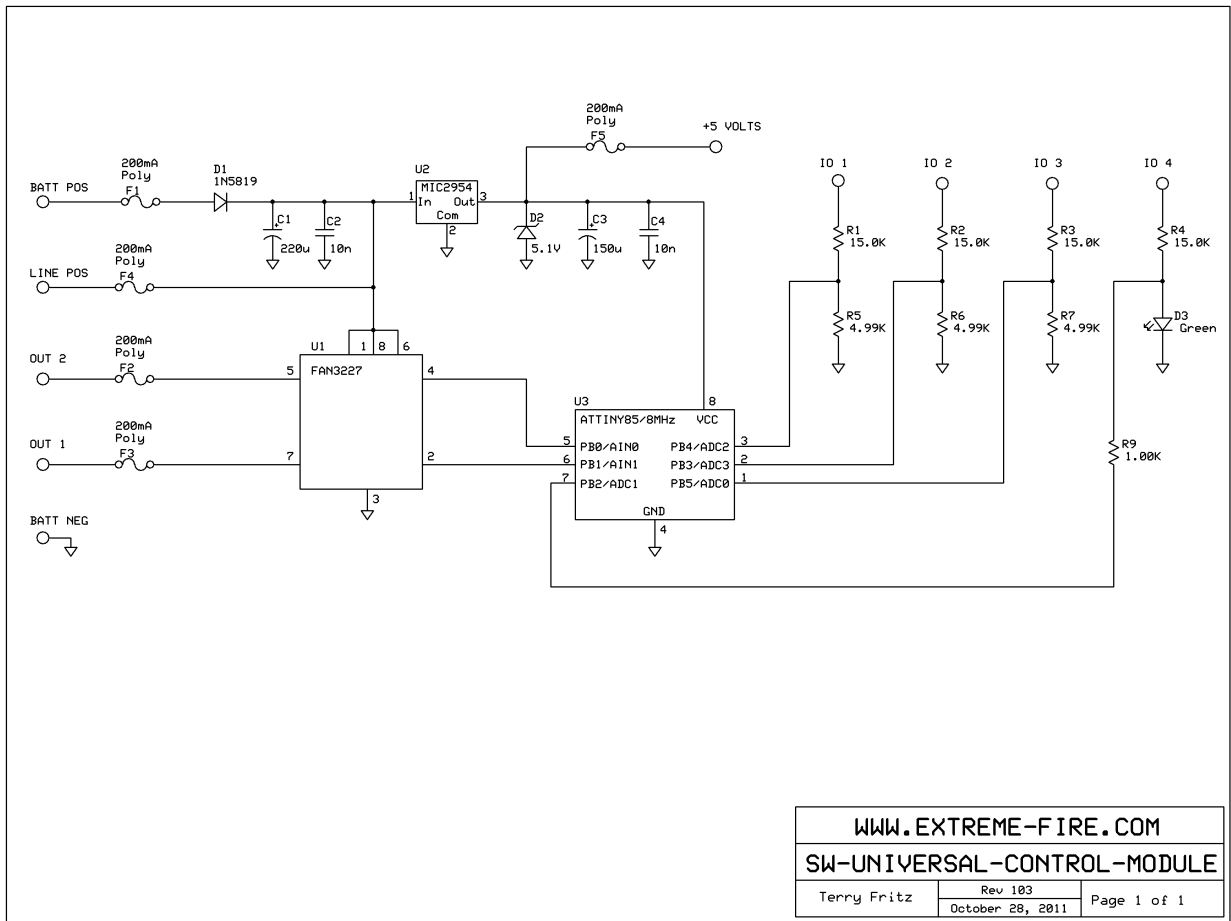 200mA
Poly
F5
+5 VOLTS
IO 1
IO 2
IO 3
IO 4
200mA
Poly
F1
D1
1N5819
BATT POS
U2
MIC2954
1
In
Out
3
Com
2
C1
+
220u
C2
10n
D2
5.1V
C3
+
150u
C4
10n
R1
15.0K
R2
15.0K
R3
15.0K
R4
15.0K
200mA
Poly
F4
LINE POS
R5
4.99K
R6
4.99K
R7
4.99K
D3
Green
200mA
Poly
F2
OUT 2
U1
1
8
6
FAN3227
5
4
7
2
3
200mA
Poly
F3
OUT 1
BATT NEG
U3
8
ATTINY85/8MHz VCC
5
PB0/AIN0
PB4/ADC2
3
6
PB1/AIN1
PB3/ADC3
2
7
PB2/ADC1
PB5/ADC0
1
GND
4
R9
1.00K
WWW.EXTREME-FIRE.COM
SW-UNIVERSAL-CONTROL-MODULE
Terry Fritz
Rev 103
October 28, 2011
Page 1 of 1